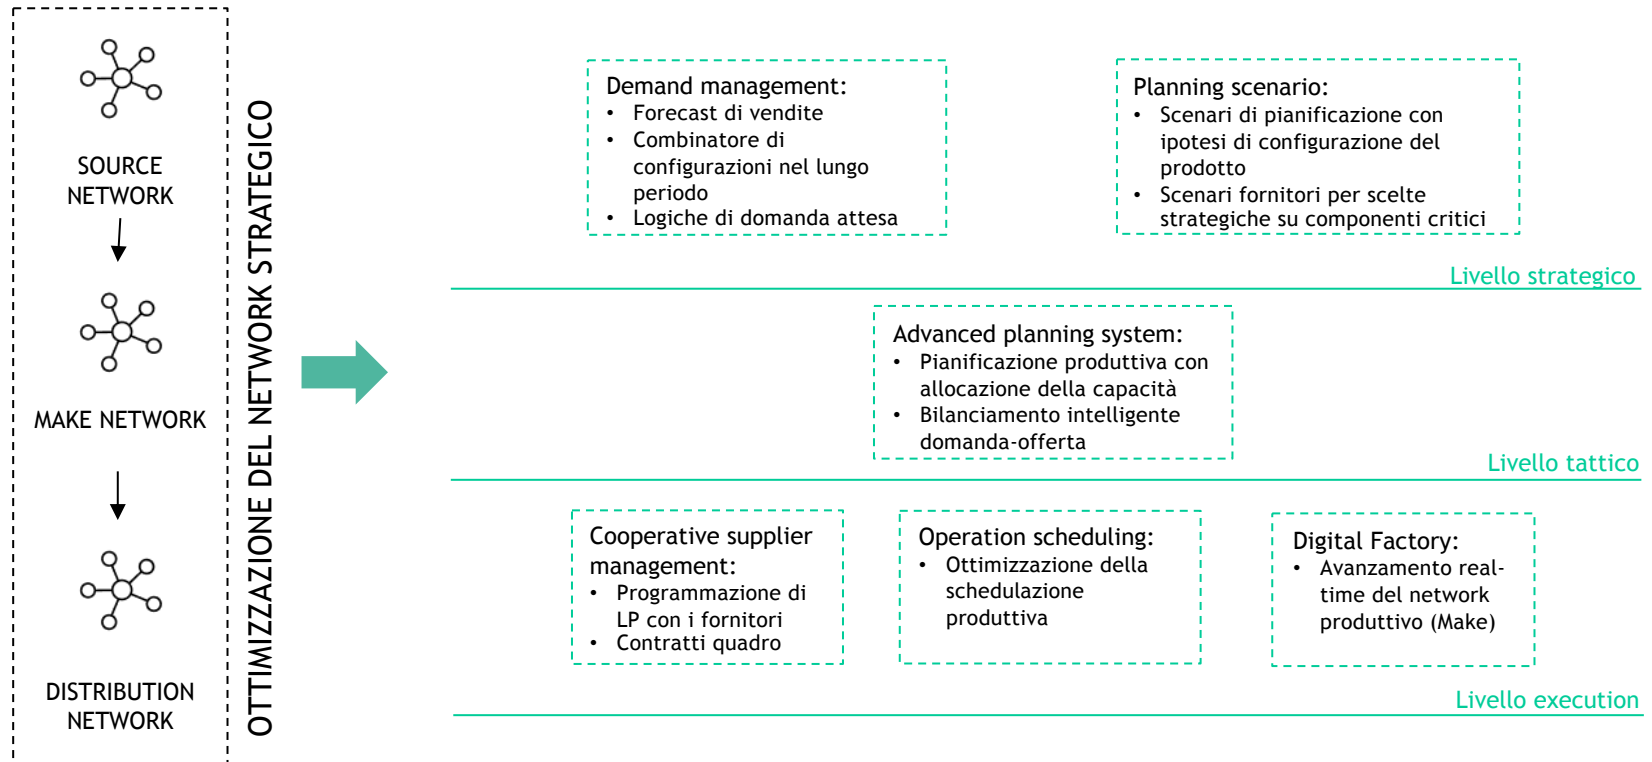 SOURCE
NETWORK
MAKE NETWORK
DISTRIBUTION
NETWORK
OTTIMIZZAZIONE DEL NETWORK STRATEGICO
Demand management:
• Forecast di vendite
• Combinatore di
configurazioni nel lungo
periodo
• Logiche di domanda attesa
Planning scenario:
• Scenari di pianificazione con
ipotesi di configurazione del
prodotto
• Scenari fornitori per scelte
strategiche su componenti critici
Livello strategico
Advanced planning system:
• Pianificazione produttiva con
allocazione della capacità
• Bilanciamento intelligente
domanda-offerta
Livello tattico
Cooperative supplier
management:
• Programmazione di
LP con i fornitori
• Contratti quadro
Operation scheduling:
• Ottimizzazione della
schedulazione
produttiva
Digital Factory:
• Avanzamento real-
time del network
produttivo (Make)
Livello execution